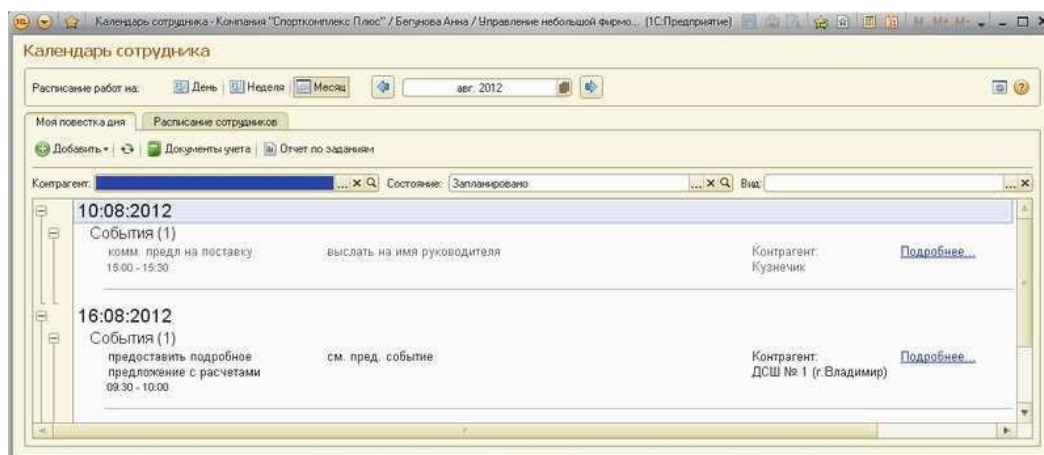 Календарь сотрудника - Компания "Спорткомплекс Плюс" / Бегунова Анна / Управление небольшой фирмо... (1С:Предприятие) M M+ M-
Календарь сотрудника
Расписание работ на: День Неделя Месяц авг. 2012
Моя повестка дня Расписание сотрудников
Добавить Документы учета Отчет по заданиям
Контрагент: ... Состояние: Запланировано ... Вид: ...
10:08:2012
События (1)
комм. предл на поставку выслать на имя руководителя Контрагент: Подробнее...
15:00 - 15:30 Кузнечик
16:08:2012
События (1)
предоставить подробное см. пред. событие Контрагент: Подробнее...
предложение с расчетами ДСШ № 1 (г.Владимир)
09:30 - 10:00